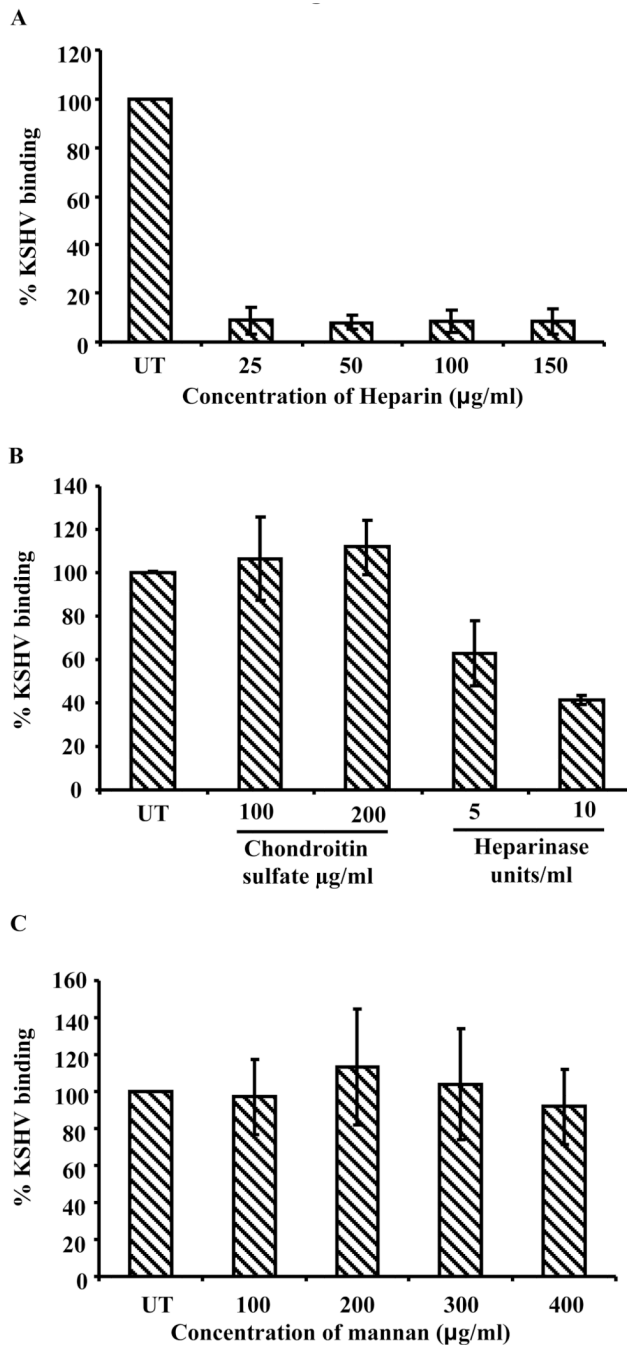 A
% KSHV binding
120
100
80
60
40
20
0
UT 25 50 100 150
Concentration of Heparin (µg/ml)
B
% KSHV binding
140
120
100
80
60
40
20
0
UT 100 200 5 10
Chondroitin
sulfate µg/ml
Heparinase
units/ml
C
% KSHV binding
160
140
120
100
80
60
40
20
0
UT 100 200 300 400
Concentration of mannan (µg/ml)